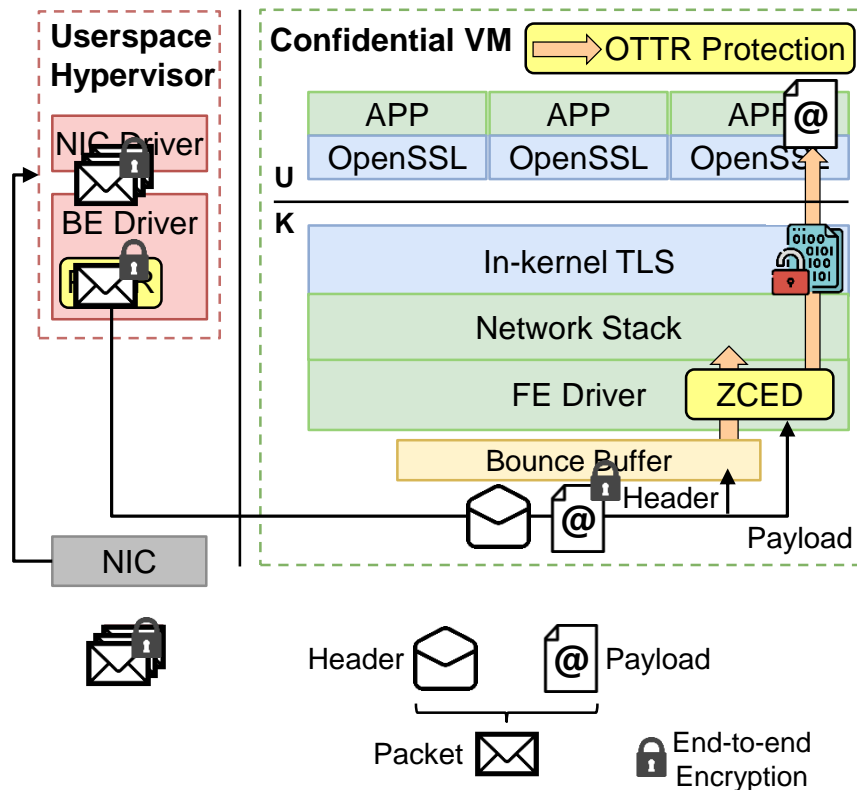 Userspace
Hypervisor
Confidential VM
OTTR Protection
NIC Driver
BE Driver
APP
APP
APP
OpenSSL
OpenSSL
OpenSSL
U
K
In-kernel TLS
Network Stack
FE Driver
ZCED
Bounce Buffer
Header
Payload
NIC
Header
Payload
Packet
End-to-end
Encryption